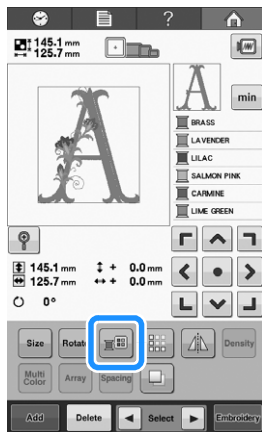 ?
145.1 mm
125.7 mm
A
A
min
BRASS
LAVENDER
LILAC
SALMON PINK
CARMINE
LIME GREEN
145.1 mm + 0.0 mm
125.7 mm + 0.0 mm
0°
Size Rotat Density
Multi Color Array Spacing
Add Delete Select Embroidery